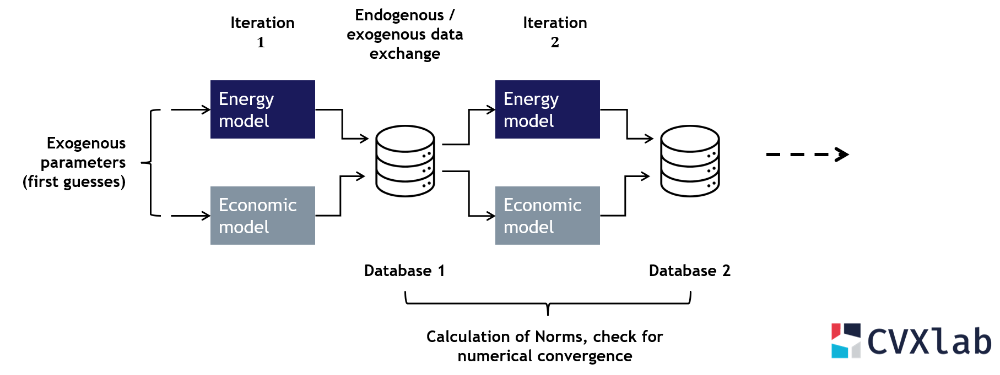 Iteration
1
Endogenous /
exogenous data
exchange
Iteration
2
Exogenous
parameters
(first guesses)
Energy
model
Economic
model
Energy
model
Economic
model
Database 1
Database 2
Calculation of Norms, check for
numerical convergence
CVXlab